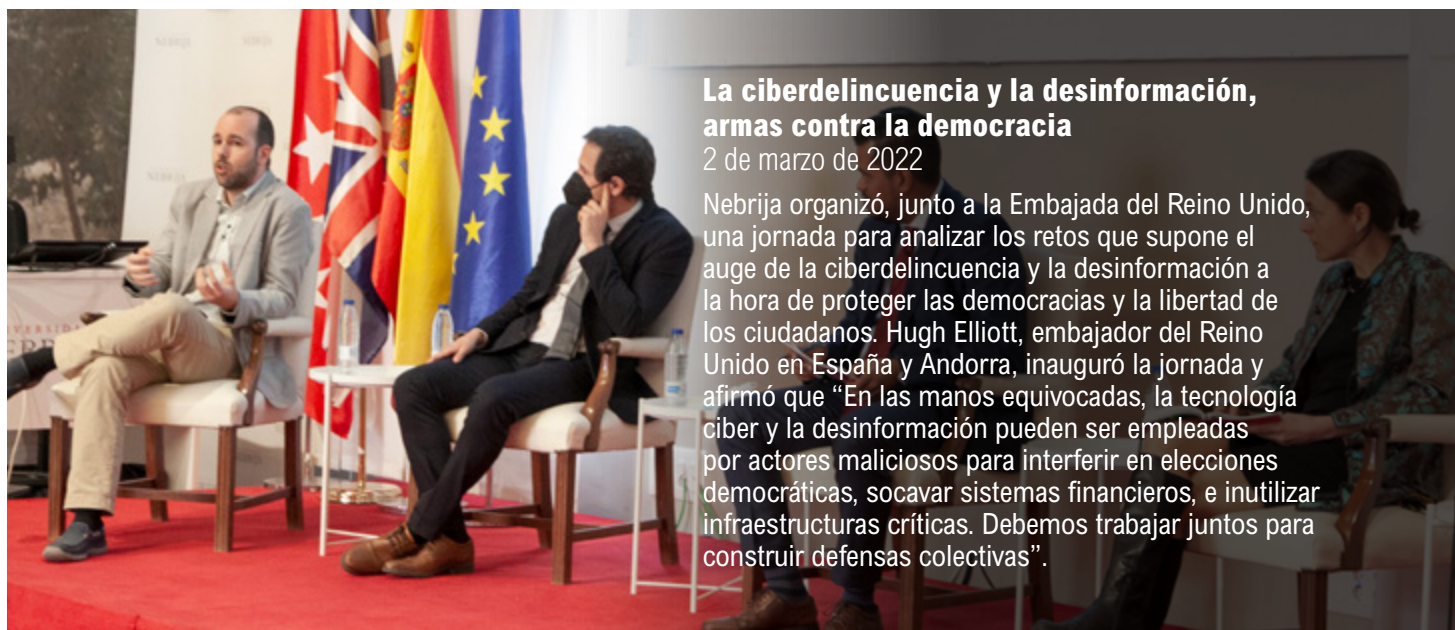 NEBRIJA
La ciberdelincuencia y la desinformación,
armas contra la democracia
2 de marzo de 2022
Nebrija organizó, junto a la Embajada del Reino Unido,
una jornada para analizar los retos que supone el
auge de la ciberdelincuencia y la desinformación a
la hora de proteger las democracias y la libertad de
los ciudadanos. Hugh Elliott, embajador del Reino
Unido en España y Andorra, inauguró la jornada y
afirmó que “En las manos equivocadas, la tecnología
ciber y la desinformación pueden ser empleadas
por actores maliciosos para interferir en elecciones
democráticas, socavar sistemas financieros, e inutilizar
infraestructuras críticas. Debemos trabajar juntos para
construir defensas colectivas”.